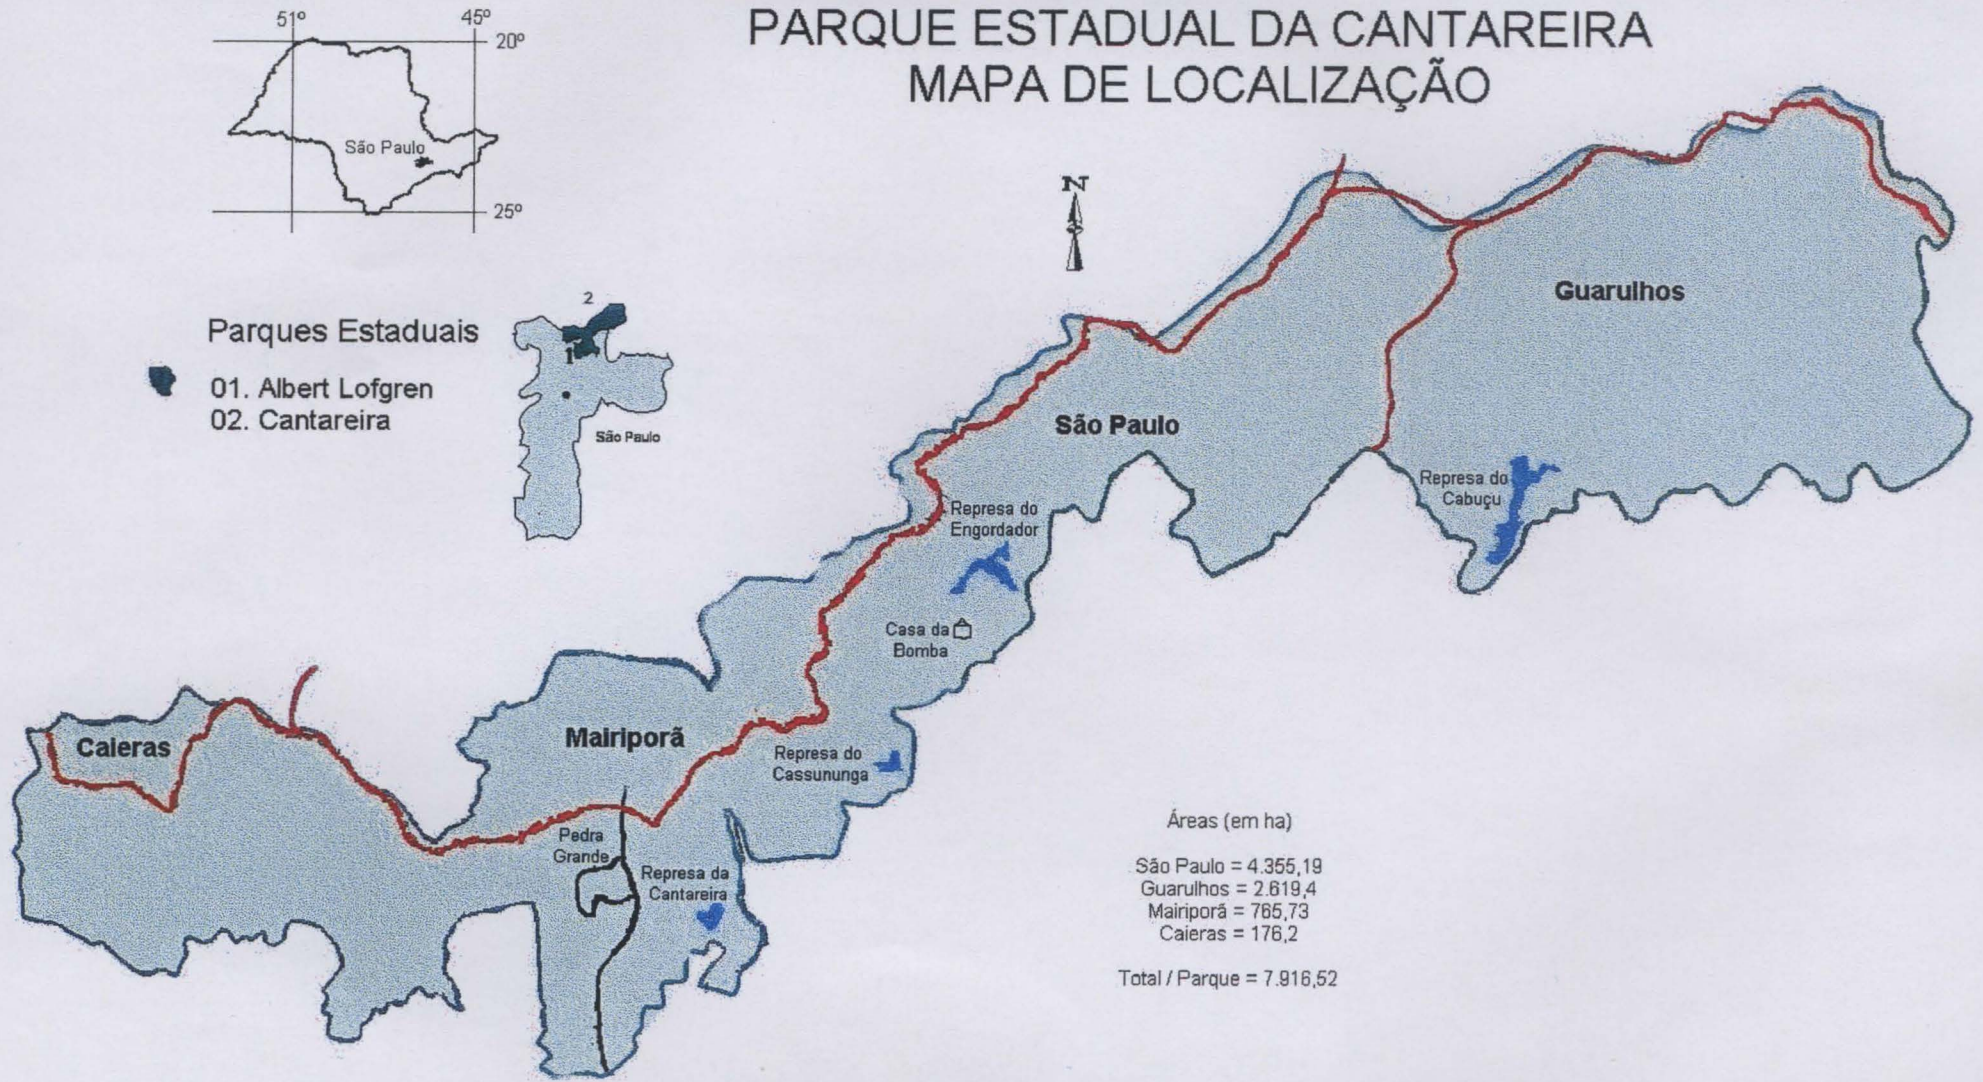 PARQUE ESTADUAL DA CANTAREIRA
MAPA DE LOCALIZAÇÃO
51º
45º
20º
25º
São Paulo
N
Parques Estaduais
01. Albert Lofgren
02. Cantareira
2
1
São Paulo
Guarulhos
São Paulo
Represa do
Cabuçu
Represa do
Engordador
Casa da
Bomba
Caieras
Mairiporã
Represa do
Cassununga
Pedra
Grande
Represa da
Cantareira
Áreas (em ha)
São Paulo = 4.355,19
Guarulhos = 2.619,4
Mairiporã = 765,73
Caieras = 176,2
Total / Parque = 7.916,52